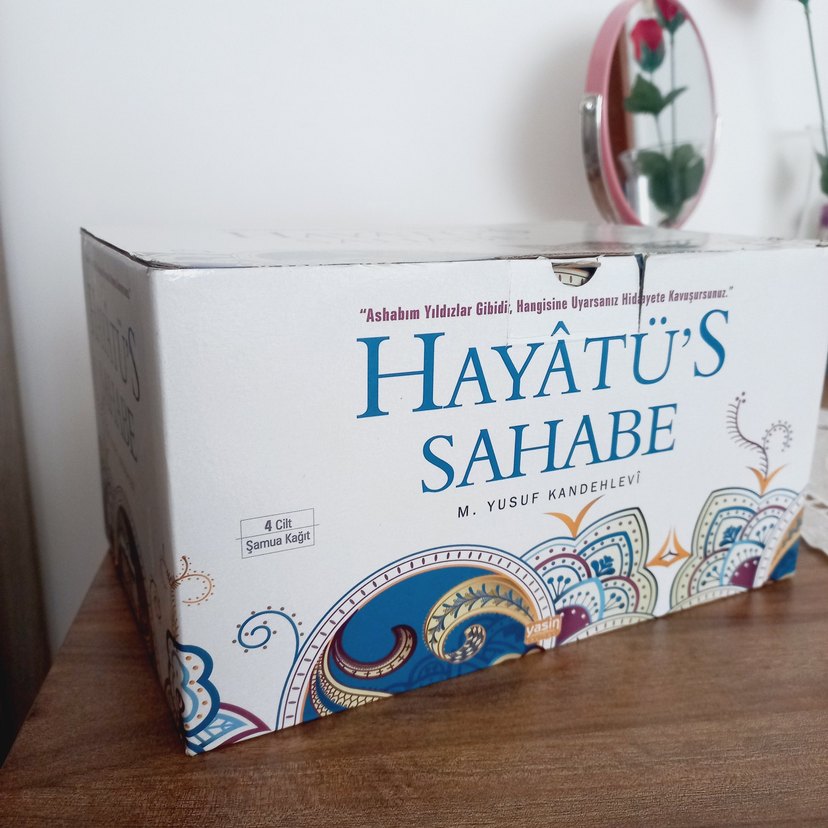 “Ashabım Yıldızlar Gibidir, Hangisine Uyarsanız Hidayete Kavuşursunuz.”
HAYÂTÜ’S
SAHABE
M. YUSUF KANDEHLEVÎ
4 Cilt
Şamua Kağıt
yasin